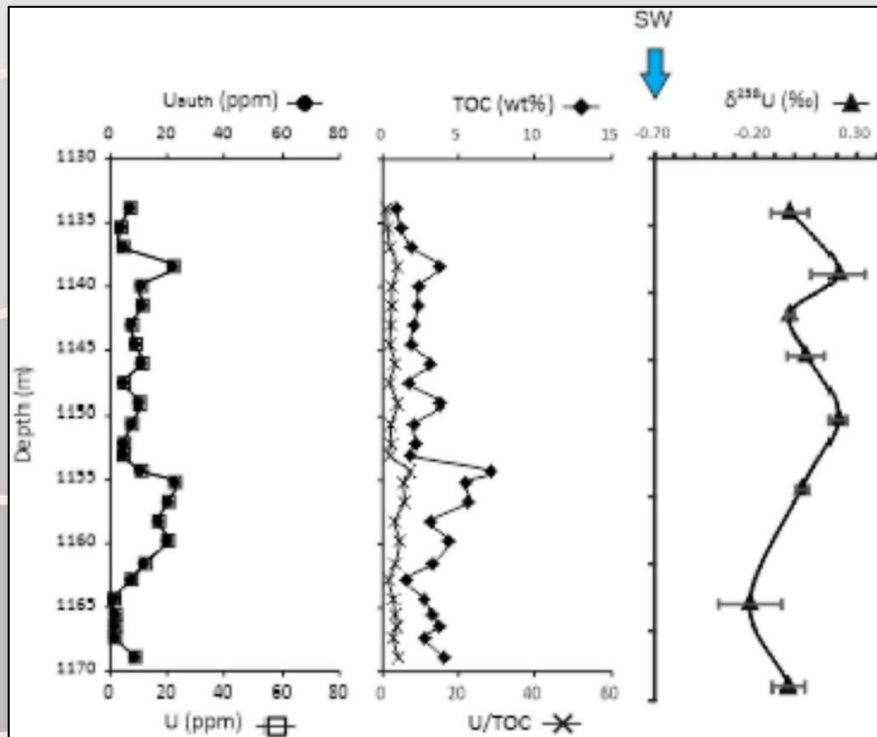 SW
Uauth (ppm) TOC (wt%) δ²³⁸U (‰)
0 20 40 60 80 0 5 10 15 -0.70 -0.20 0.30
1130
1135
1140
1145
1150
1155
1160
1165
1170
Depth (m)
0 20 40 60 80 0 20 40 60
U (ppm) U/TOC